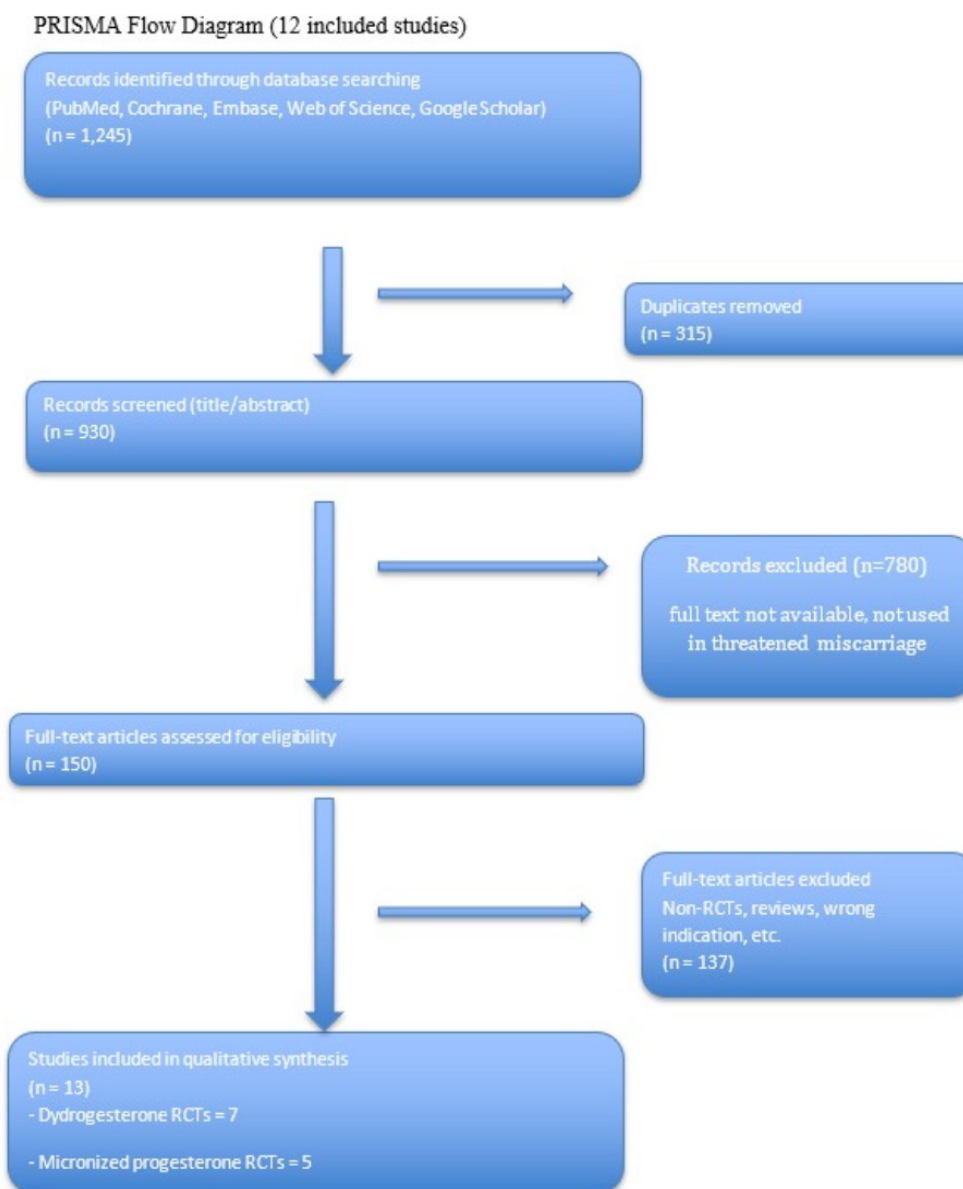 PRISMA Flow Diagram (12 included studies)
Records identified through database searching
(PubMed, Cochrane, Embase, Web of Science, Google Scholar)
(n = 1,245)
Duplicates removed
(n = 315)
Records screened (title/abstract)
(n = 930)
Records excluded (n=780)
full text not available, not used
in threatened miscarriage
Full-text articles assessed for eligibility
(n = 150)
Full-text articles excluded
Non-RCTs, reviews, wrong
indication, etc.
(n = 137)
Studies included in qualitative synthesis
(n = 13)
- Dydrogesterone RCTs = 7
- Micronized progesterone RCTs = 5